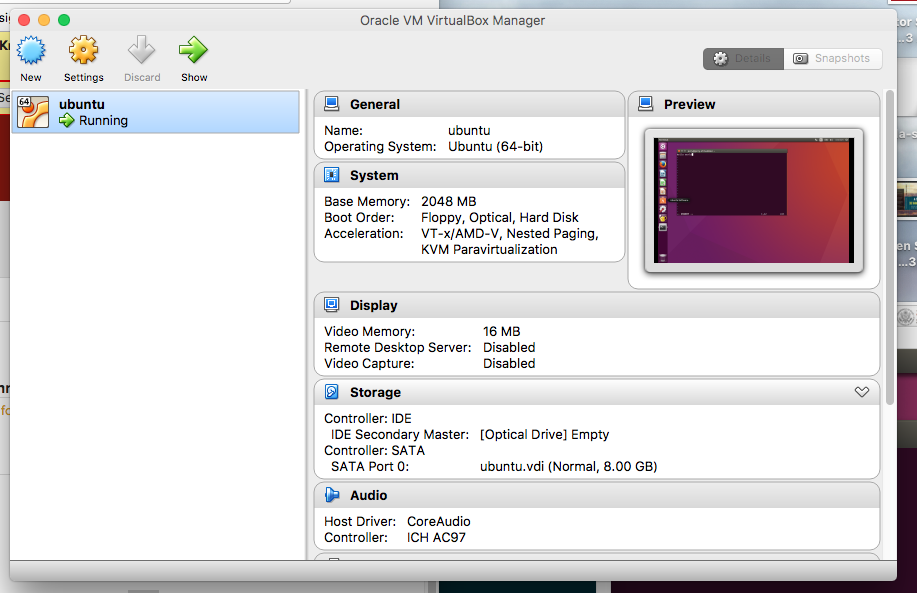 Oracle VM VirtualBox Manager
New
Settings
Discard
Show
Details
Snapshots
64
ubuntu
Running
General
Name: ubuntu
Operating System: Ubuntu (64-bit)
System
Base Memory: 2048 MB
Boot Order: Floppy, Optical, Hard Disk
Acceleration: VT-x/AMD-V, Nested Paging,
KVM Paravirtualization
Preview
Display
Video Memory: 16 MB
Remote Desktop Server: Disabled
Video Capture: Disabled
Storage
Controller: IDE
IDE Secondary Master: [Optical Drive] Empty
Controller: SATA
SATA Port 0: ubuntu.vdi (Normal, 8.00 GB)
Audio
Host Driver: CoreAudio
Controller: ICH AC97